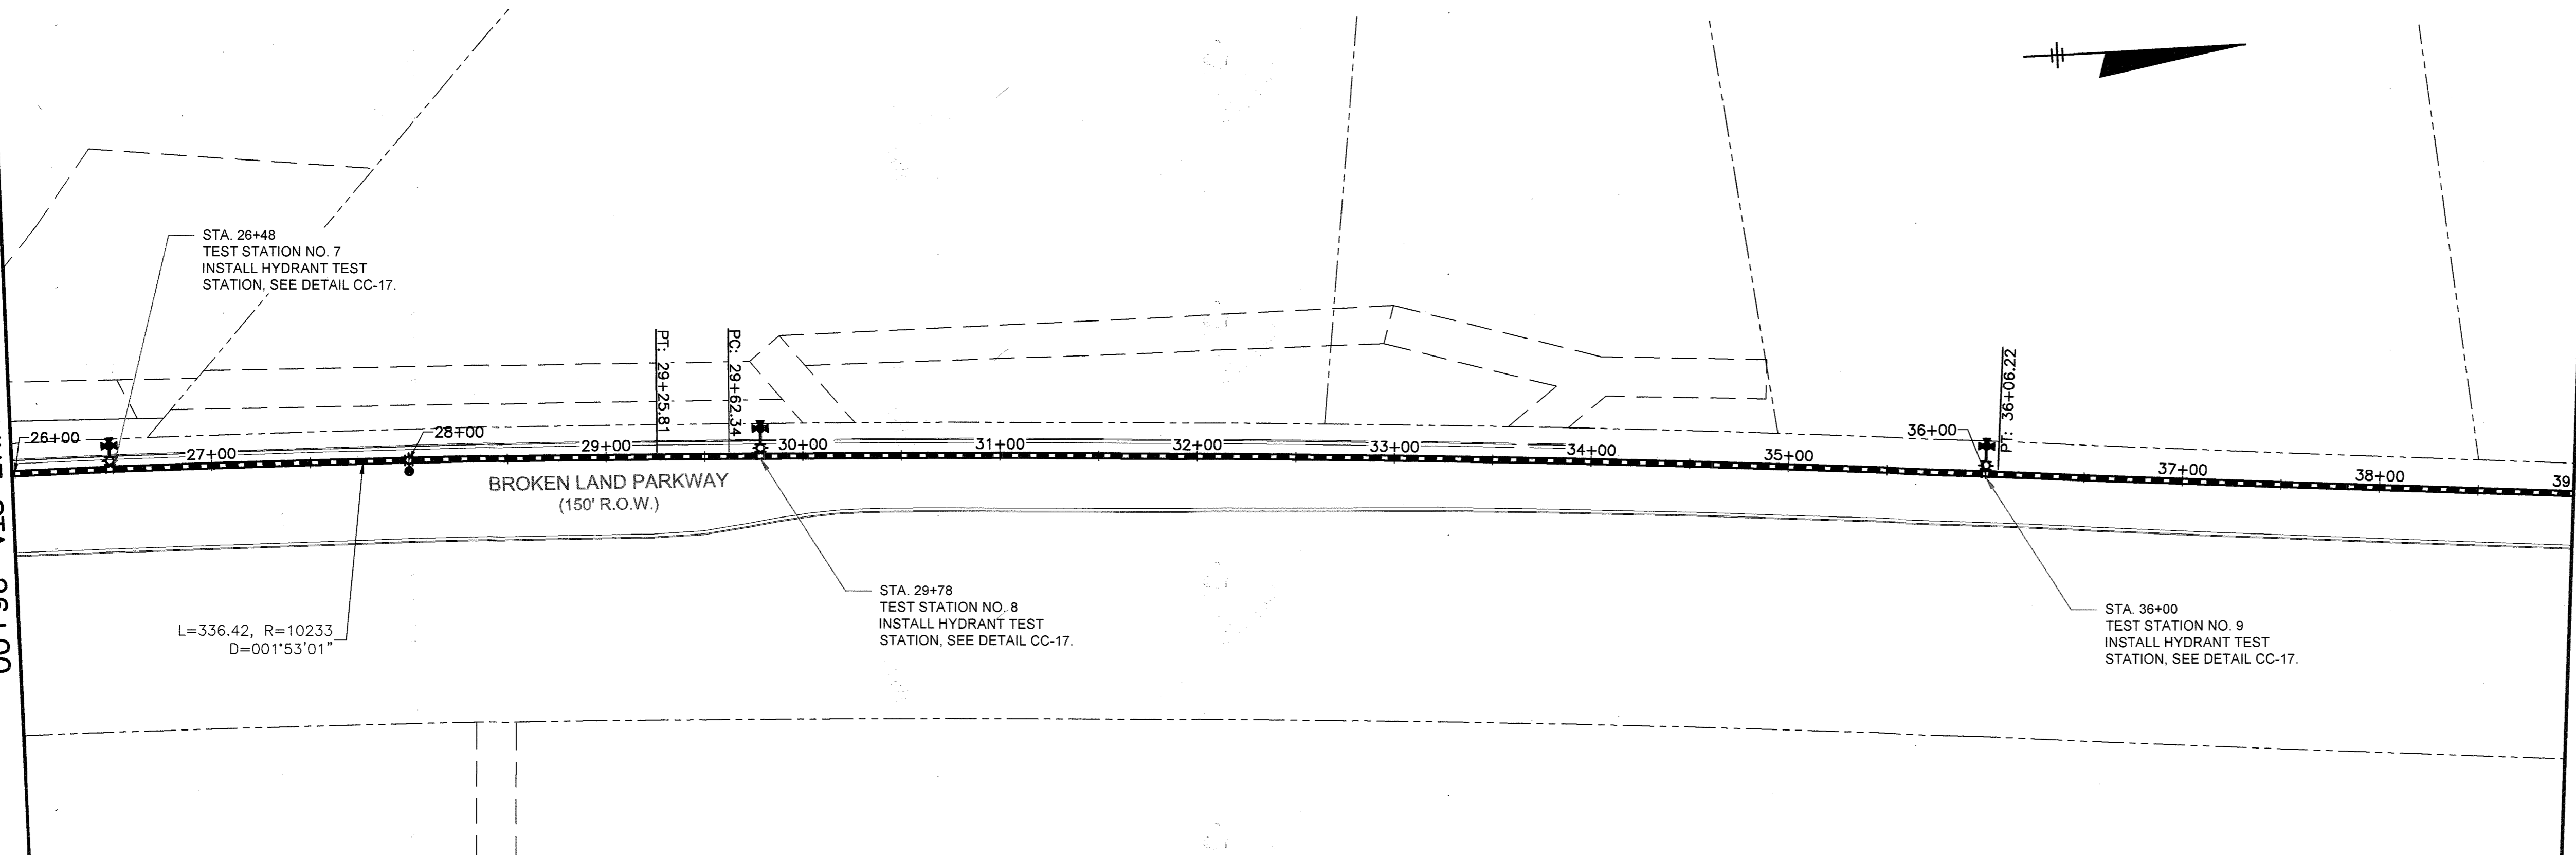 STA. 26+48
TEST STATION NO. 7
INSTALL HYDRANT TEST
STATION, SEE DETAIL CC-17.
PT: 29+25.81
PC: 29+62.34
PT: 36+06.22
26+00
27+00
28+00
29+00
30+00
31+00
32+00
33+00
34+00
35+00
36+00
37+00
38+00
39
BROKEN LAND PARKWAY
(150' R.O.W.)
L=336.42, R=10233
D=001°53'01"
STA. 29+78
TEST STATION NO. 8
INSTALL HYDRANT TEST
STATION, SEE DETAIL CC-17.
STA. 36+00
TEST STATION NO. 9
INSTALL HYDRANT TEST
STATION, SEE DETAIL CC-17.